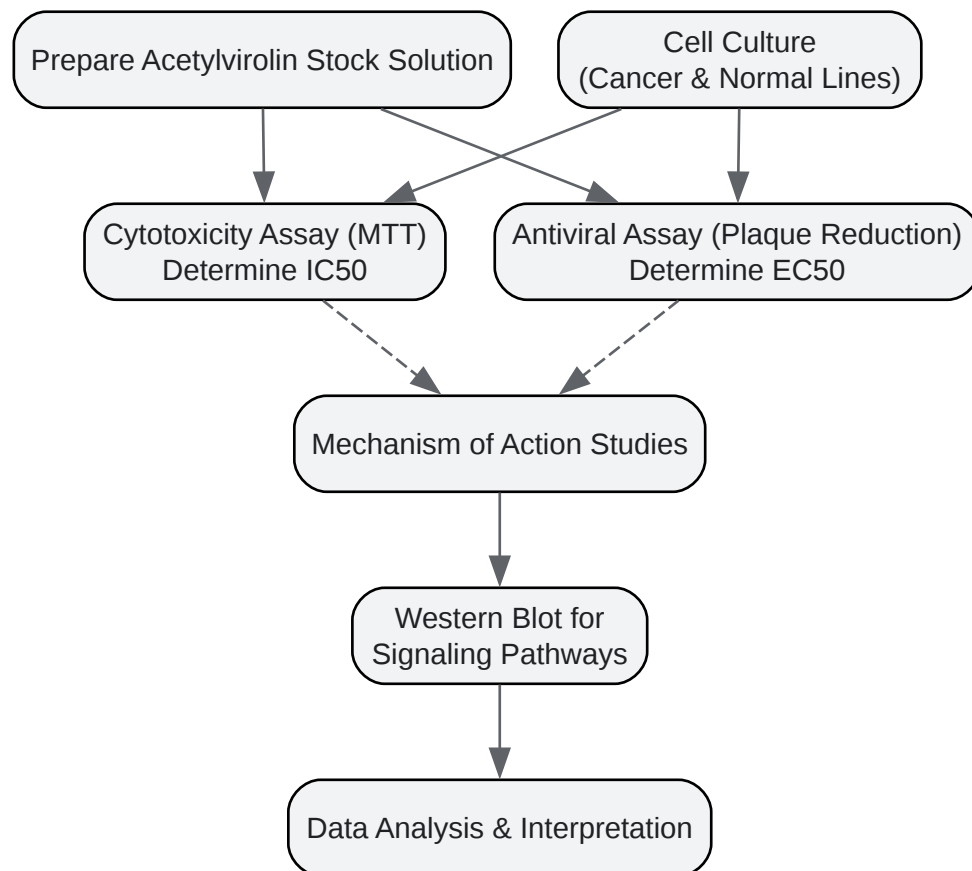 Prepare Acetylvirolin Stock Solution
Cell Culture
(Cancer & Normal Lines)
Cytotoxicity Assay (MTT)
Determine IC50
Antiviral Assay (Plaque Reduction)
Determine EC50
Mechanism of Action Studies
Western Blot for
Signaling Pathways
Data Analysis & Interpretation